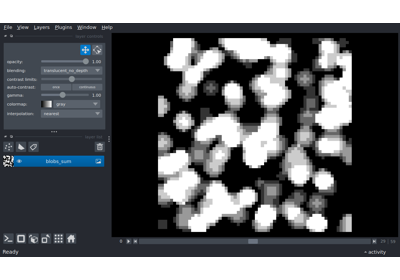 File View Layers Plugins Window Help
opacity: 1.00
blending: translucent_no_depth
contrast limits:
auto-contrast: once continuous
gamma: 1.00
colormap: gray
interpolation: nearest
blobs_sum
activity